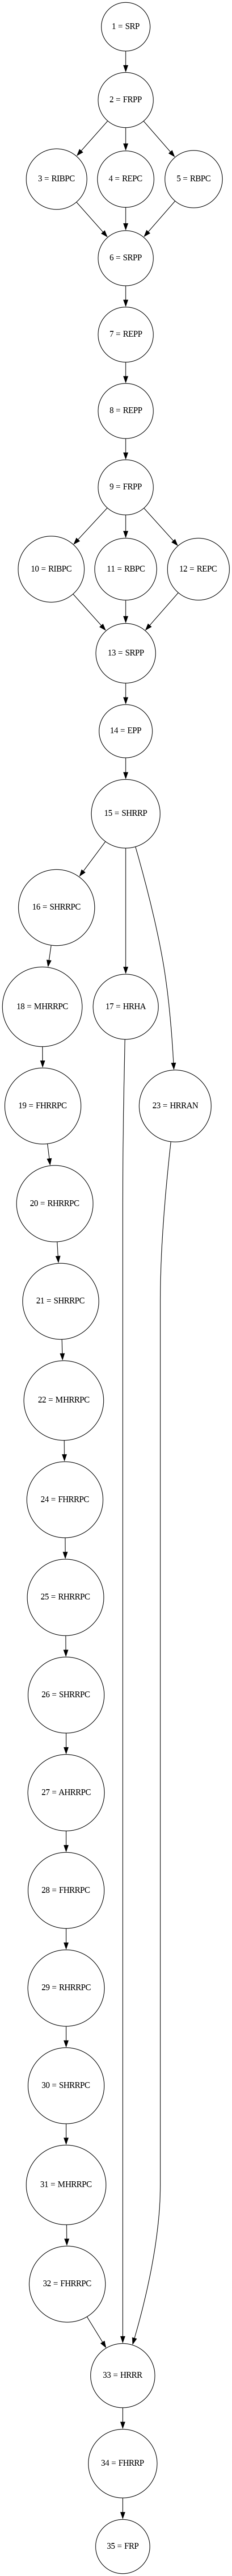 1 = SRP
2 = FRPP
3 = RIBPC
4 = REPC
5 = RBPC
6 = SRPP
7 = REPP
8 = REPP
9 = FRPP
10 = RIBPC
11 = RBPC
12 = REPC
13 = SRPP
14 = EPP
15 = SHRRP
16 = SHRRPC
18 = MHRRPC
17 = HRHA
19 = FHRRPC
23 = HRRAN
20 = RHRRPC
21 = SHRRPC
22 = MHRRPC
24 = FHRRPC
25 = RHRRPC
26 = SHRRPC
27 = AHRRPC
28 = FHRRPC
29 = RHRRPC
30 = SHRRPC
31 = MHRRPC
32 = FHRRPC
33 = HRRR
34 = FHRRP
35 = FRP